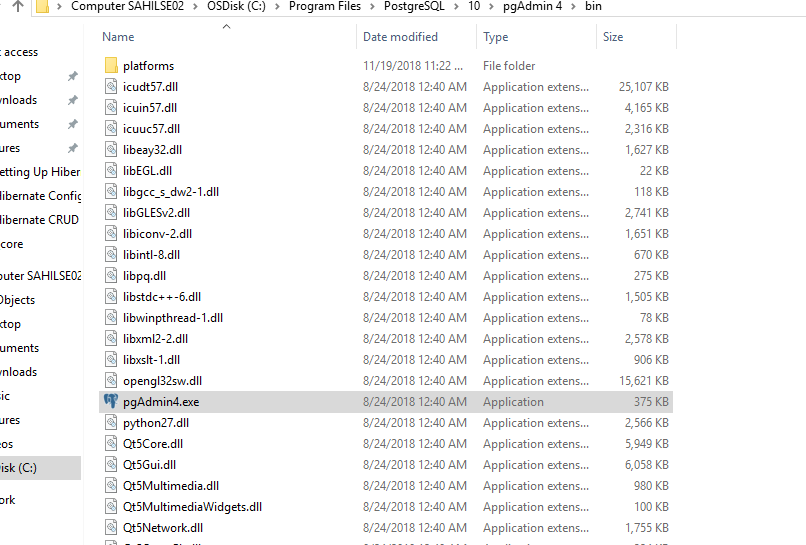 Computer SAHILSE02 > OSDisk (C:) > Program Files > PostgreSQL > 10 > pgAdmin 4 > bin
Name Date modified Type Size
t access
ktop
wnloads
cuments
ures
etting Up Hiber
libernate Config
libernate CRUD
core
puter SAHILSE02
Objects
ktop
uments
wnloads
sic
ures
eos
Disk (C:)
ork
platforms 11/19/2018 11:22 ... File folder
icudt57.dll 8/24/2018 12:40 AM Application extens... 25,107 KB
icuin57.dll 8/24/2018 12:40 AM Application extens... 4,165 KB
icuuc57.dll 8/24/2018 12:40 AM Application extens... 2,316 KB
libeay32.dll 8/24/2018 12:40 AM Application extens... 1,627 KB
libEGL.dll 8/24/2018 12:40 AM Application extens... 22 KB
libgcc_s_dw2-1.dll 8/24/2018 12:40 AM Application extens... 118 KB
libGLESv2.dll 8/24/2018 12:40 AM Application extens... 2,741 KB
libiconv-2.dll 8/24/2018 12:40 AM Application extens... 1,651 KB
libintl-8.dll 8/24/2018 12:40 AM Application extens... 670 KB
libpq.dll 8/24/2018 12:40 AM Application extens... 275 KB
libstdc++-6.dll 8/24/2018 12:40 AM Application extens... 1,505 KB
libwinpthread-1.dll 8/24/2018 12:40 AM Application extens... 78 KB
libxml2-2.dll 8/24/2018 12:40 AM Application extens... 2,578 KB
libxslt-1.dll 8/24/2018 12:40 AM Application extens... 906 KB
opengl32sw.dll 8/24/2018 12:40 AM Application extens... 15,621 KB
pgAdmin4.exe 8/24/2018 12:40 AM Application 375 KB
python27.dll 8/24/2018 12:40 AM Application extens... 2,566 KB
Qt5Core.dll 8/24/2018 12:40 AM Application extens... 5,949 KB
Qt5Gui.dll 8/24/2018 12:40 AM Application extens... 6,058 KB
Qt5Multimedia.dll 8/24/2018 12:40 AM Application extens... 980 KB
Qt5MultimediaWidgets.dll 8/24/2018 12:40 AM Application extens... 100 KB
Qt5Network.dll 8/24/2018 12:40 AM Application extens... 1,755 KB